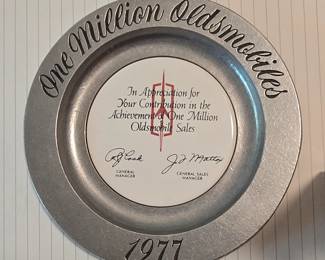 One Million Oldsmobiles
In Appreciation for
Your Contribution in the
Achievement of One Million
Oldsmobile Sales
GENERAL MANAGER
GENERAL SALES MANAGER
1977